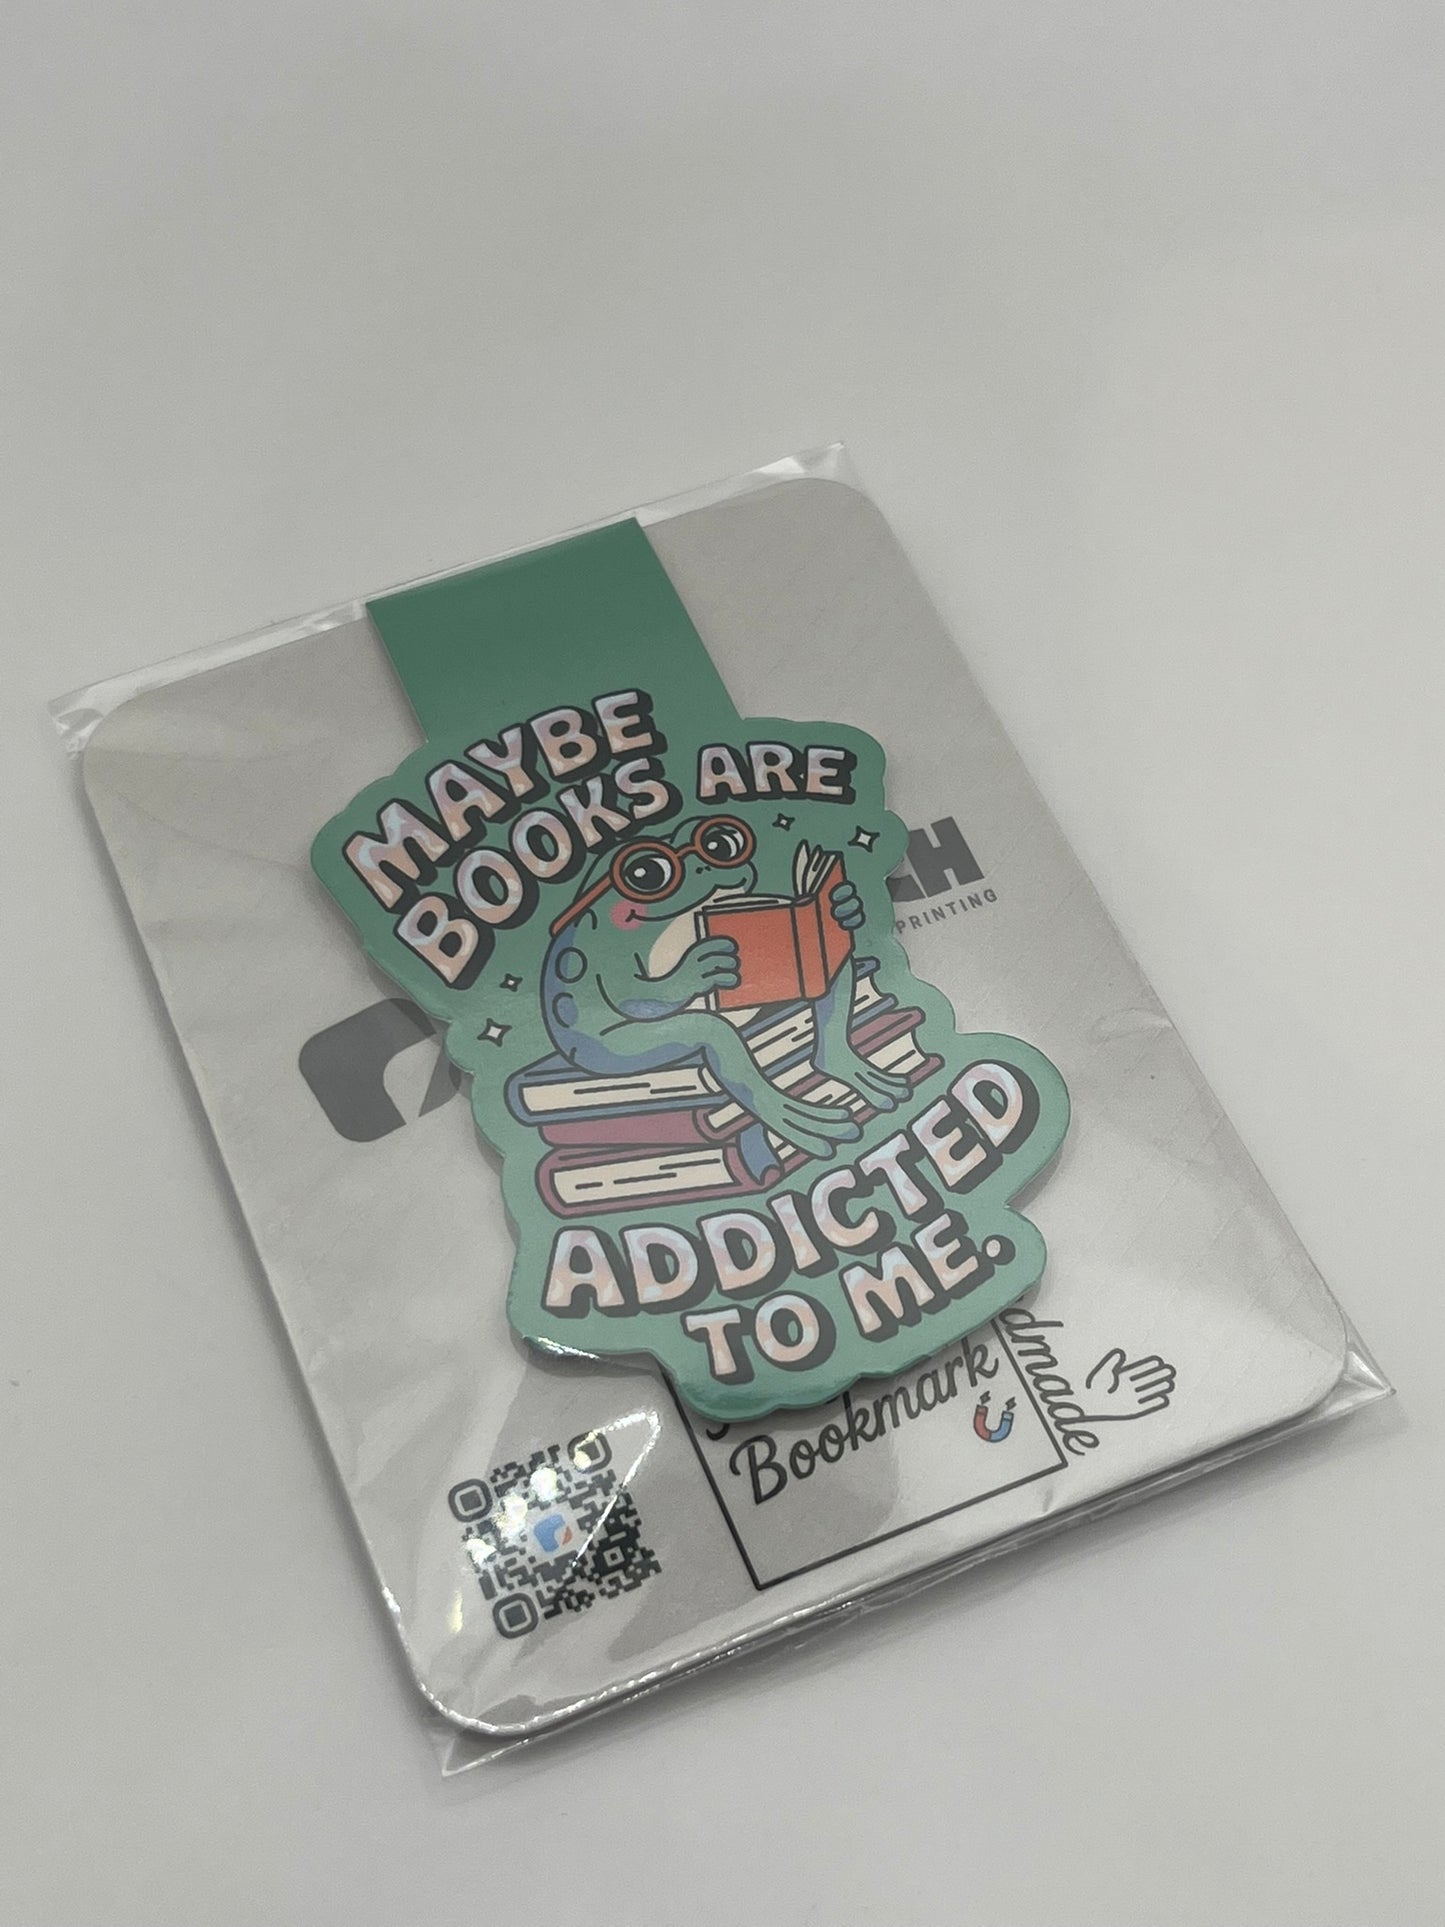 MAYBE
BOOKS ARE
ADDICTED
TO ME.
PRINTING
Bookmark